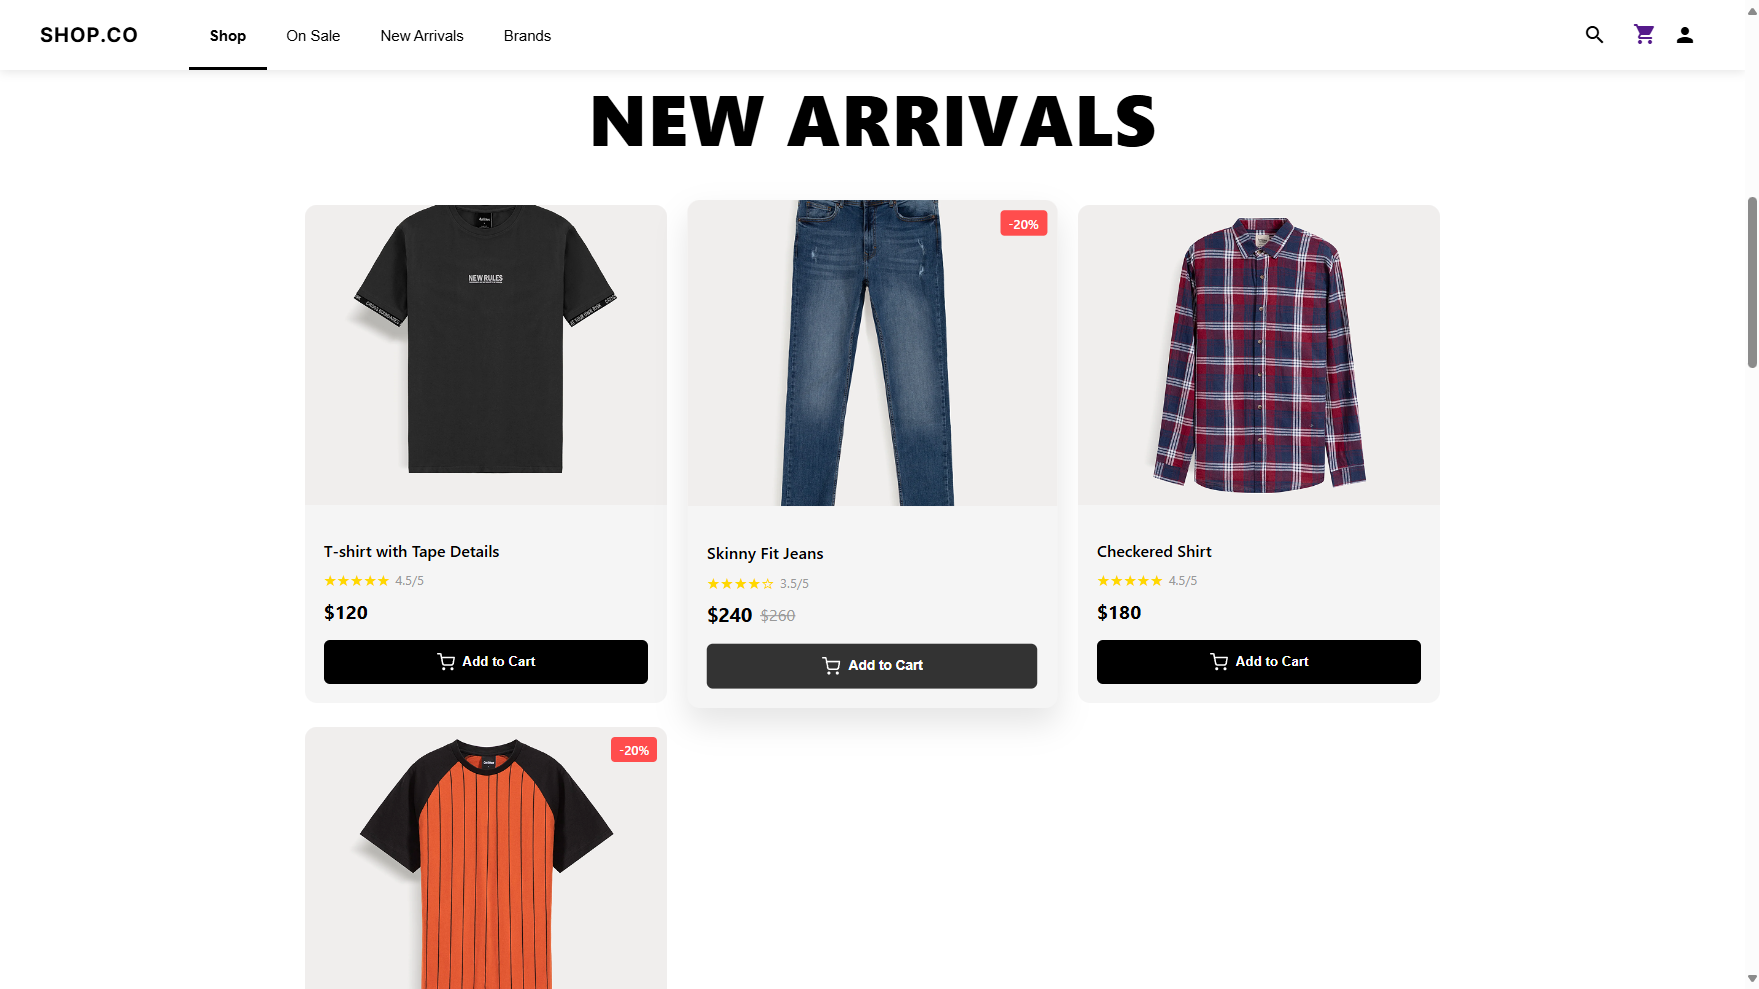 SHOP.CO
Shop
On Sale
New Arrivals
Brands
NEW ARRIVALS
NEW RULES
-20%
T-shirt with Tape Details
★★★★★ 4.5/5
$120
Add to Cart
Skinny Fit Jeans
★★★★☆ 3.5/5
$240 $260
Add to Cart
Checkered Shirt
★★★★★ 4.5/5
$180
Add to Cart
-20%